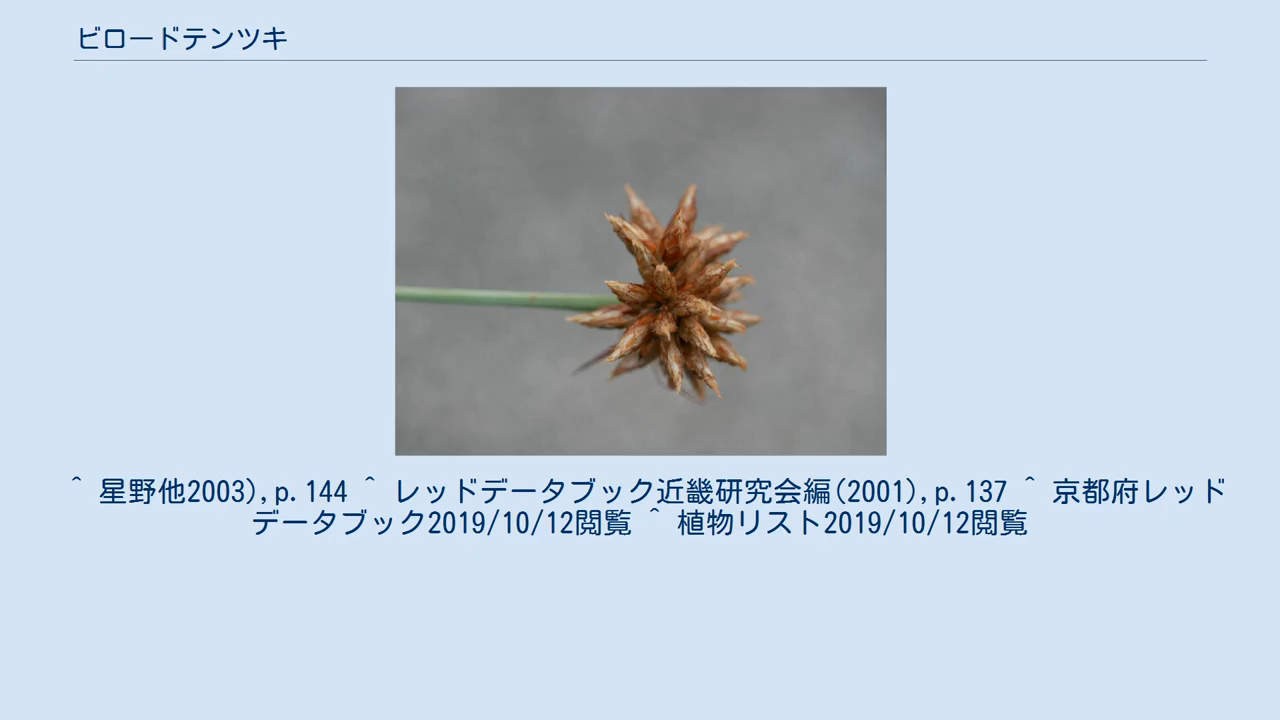 ビロードテンツキ
^ 星野他2003),p.144 ^ レッドデータブック近畿研究会編(2001),p.137 ^ 京都府レッド
データブック2019/10/12閲覧 ^ 植物リスト2019/10/12閲覧